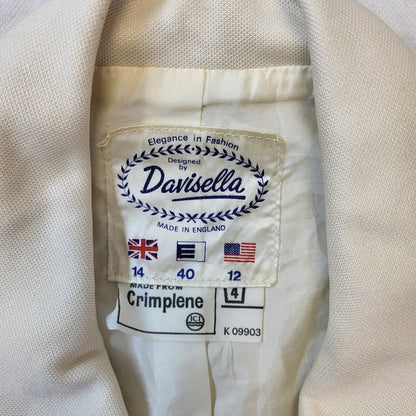 Elegance in Fashion
Designed
by
Davisella
MADE IN ENGLAND
E
14 40 12
MADE FROM
Crimplene
ICI
4
K 09903